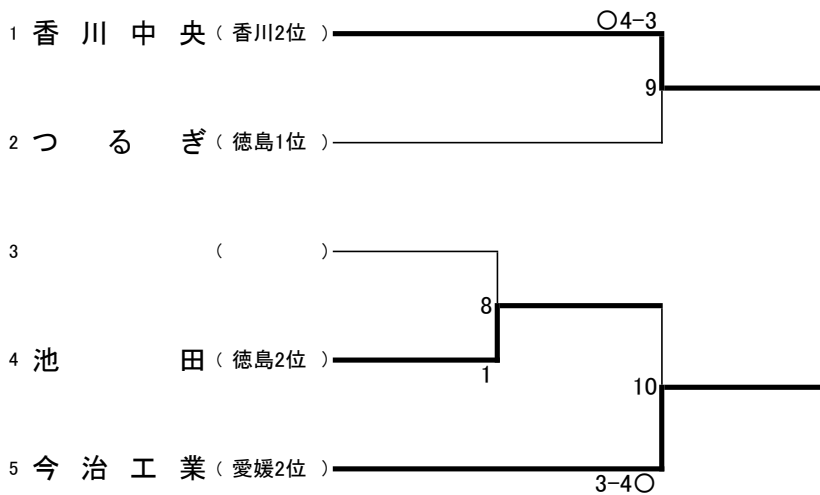 ○4-3
1 香川中央(香川2位)
9
2 つるぎ(徳島1位)
3 ( )
8
4 池田(徳島2位)
1
10
5 今治工業(愛媛2位)
3-4○